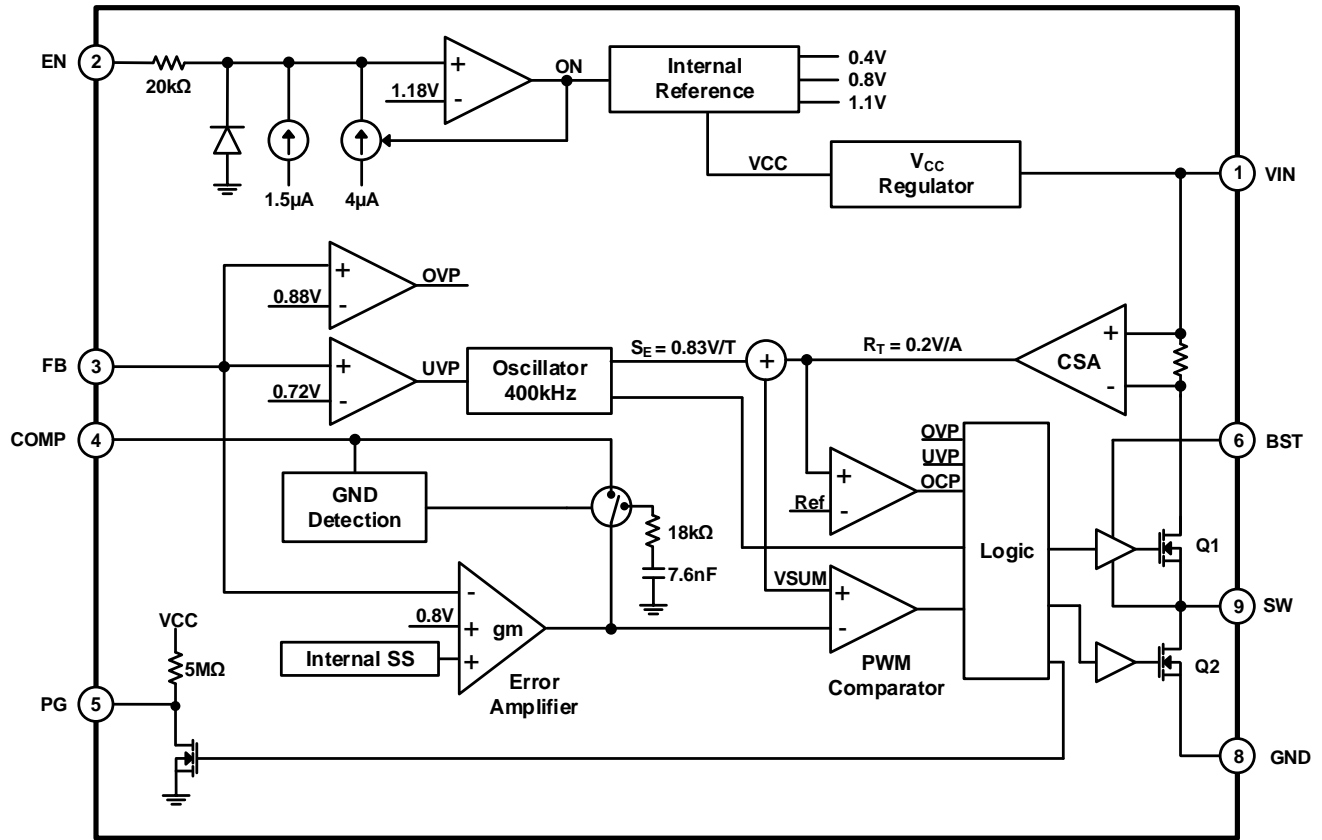 EN
2
20kΩ
1.18V
+
-
ON
Internal
Reference
0.4V
0.8V
1.1V
1.5µA
4µA
VCC
VCC
Regulator
1
VIN
+
-
0.88V
OVP
FB
3
+
-
0.72V
UVP
Oscillator
400kHz
SE = 0.83V/T
+
RT = 0.2V/A
CSA
+
-
COMP
4
GND
Detection
18kΩ
7.6nF
OVP
UVP
OCP
+
-
Ref
Logic
6
BST
Q1
VSUM
+
-
PWM
Comparator
9
SW
Q2
-
0.8V
+
+
gm
Internal SS
Error
Amplifier
VCC
5MΩ
PG
5
8
GND